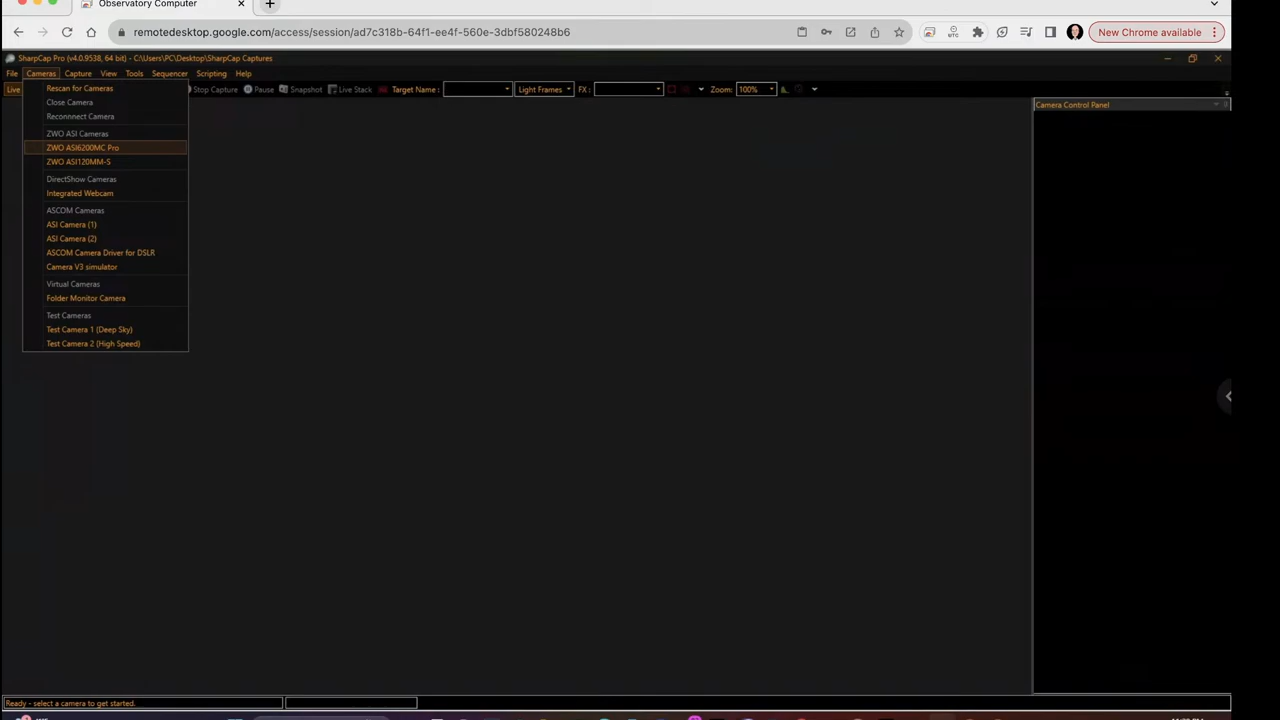 Observatory Computer
remotedesktop.google.com/access/session/ad7c318b-64f1-ee4f-560e-3dbf580248b6
New Chrome available
SharpCap Pro (v4.0.9538, 64 bit) - C:\Users\PC\Desktop\SharpCap Captures
File Cameras Capture View Tools Sequencer Scripting Help
Live Stop Capture Pause Snapshot Live Stack Target Name : Light Frames FX : Zoom: 100%
Camera Control Panel
Rescan for Cameras
Close Camera
Reconnnect Camera
ZWO ASI Cameras
ZWO ASI6200MC Pro
ZWO ASI120MM-S
DirectShow Cameras
Integrated Webcam
ASCOM Cameras
ASI Camera (1)
ASI Camera (2)
ASCOM Camera Driver for DSLR
Camera V3 simulator
Virtual Cameras
Folder Monitor Camera
Test Cameras
Test Camera 1 (Deep Sky)
Test Camera 2 (High Speed)
Ready - select a camera to get started.